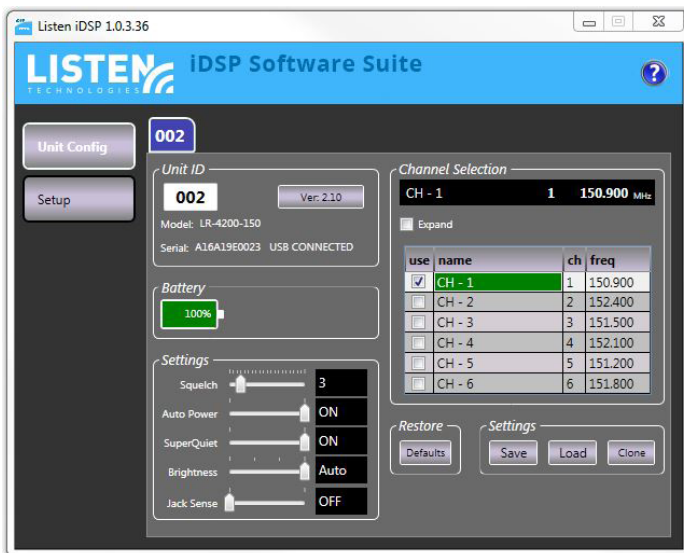 Listen iDSP 1.0.3.36
LISTEN
TECHNOLOGIES
iDSP Software Suite
?
Unit Config
Setup
002
Unit ID
002
Ver: 2.10
Model: LR-4200-150
Serial: A16A19E0023 USB CONNECTED
Battery
100%
Settings
Squelch 3
Auto Power ON
SuperQuiet ON
Brightness Auto
Jack Sense OFF
Channel Selection
CH - 1 1 150.900 MHz
Expand
use name ch freq
CH - 1 1 150.900
CH - 2 2 152.400
CH - 3 3 151.500
CH - 4 4 152.100
CH - 5 5 151.200
CH - 6 6 151.800
Restore
Defaults
Settings
Save Load Clone